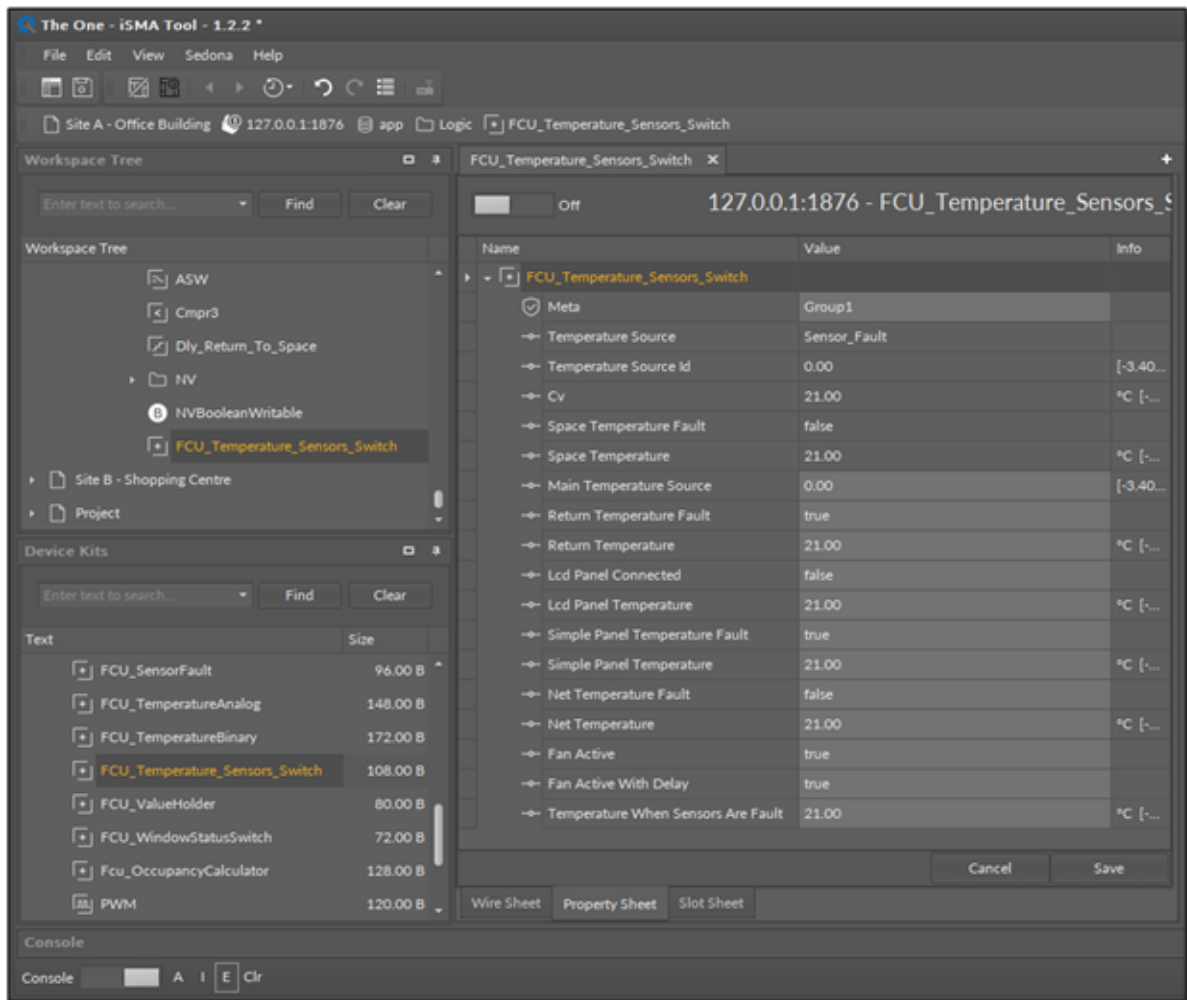 The One - iSMA Tool - 1.2.2 *
File Edit View Sedona Help
Site A - Office Building 127.0.0.1:1876 app Logic FCU_Temperature_Sensors_Switch
Workspace Tree
Enter text to search... Find Clear
Workspace Tree
ASW
Cmpr3
Dly_Return_To_Space
NV
B NVBooleanWritable
FCU_Temperature_Sensors_Switch
Site B - Shopping Centre
Project
Device Kits
Enter text to search... Find Clear
Text Size
FCU_SensorFault 96.00 B
FCU_TemperatureAnalog 148.00 B
FCU_TemperatureBinary 172.00 B
FCU_Temperature_Sensors_Switch 108.00 B
FCU_ValueHolder 80.00 B
FCU_WindowStatusSwitch 72.00 B
Fcu_OccupancyCalculator 128.00 B
PWM 120.00 B
FCU_Temperature_Sensors_Switch
Off 127.0.0.1:1876 - FCU_Temperature_Sensors_S
Name Value Info
FCU_Temperature_Sensors_Switch
Meta Group1
Temperature Source Sensor_Fault
Temperature Source Id 0.00 [-3.40...
Cv 21.00 °C [-...
Space Temperature Fault false
Space Temperature 21.00 °C [-...
Main Temperature Source 0.00 [-3.40...
Return Temperature Fault true
Return Temperature 21.00 °C [-...
Lcd Panel Connected false
Lcd Panel Temperature 21.00 °C [-...
Simple Panel Temperature Fault true
Simple Panel Temperature 21.00 °C [-...
Net Temperature Fault false
Net Temperature 21.00 °C [-...
Fan Active true
Fan Active With Delay true
Temperature When Sensors Are Fault 21.00 °C [-...
Cancel Save
Wire Sheet Property Sheet Slot Sheet
Console
Console A I E Clr